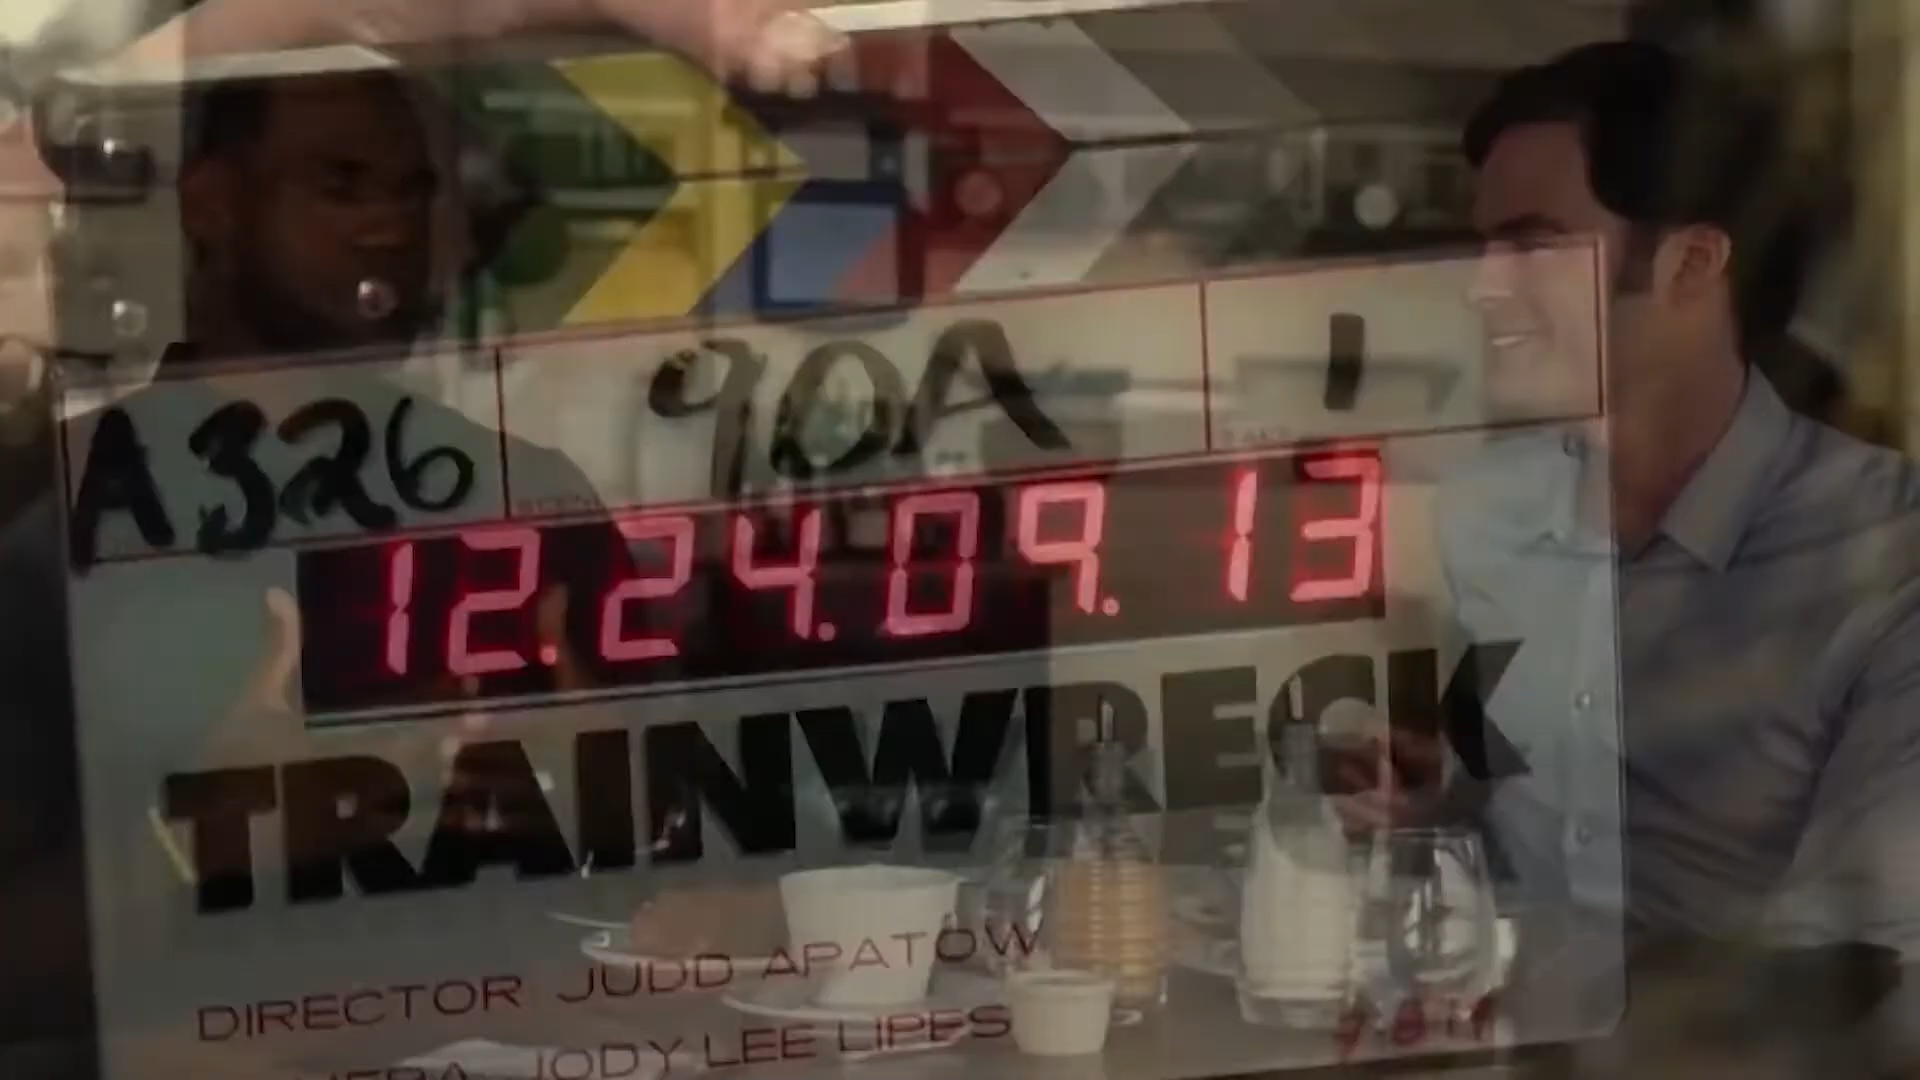 A326 90A 1
12.24.09.13
TRAINWRECK
DIRECTOR JUDD APATOW
JODY LEE LIPES